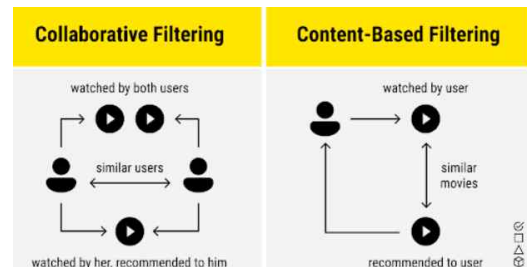 Collaborative Filtering
watched by both users
similar users
watched by her, recommended to him
Content-Based Filtering
watched by user
similar
movies
recommended to user